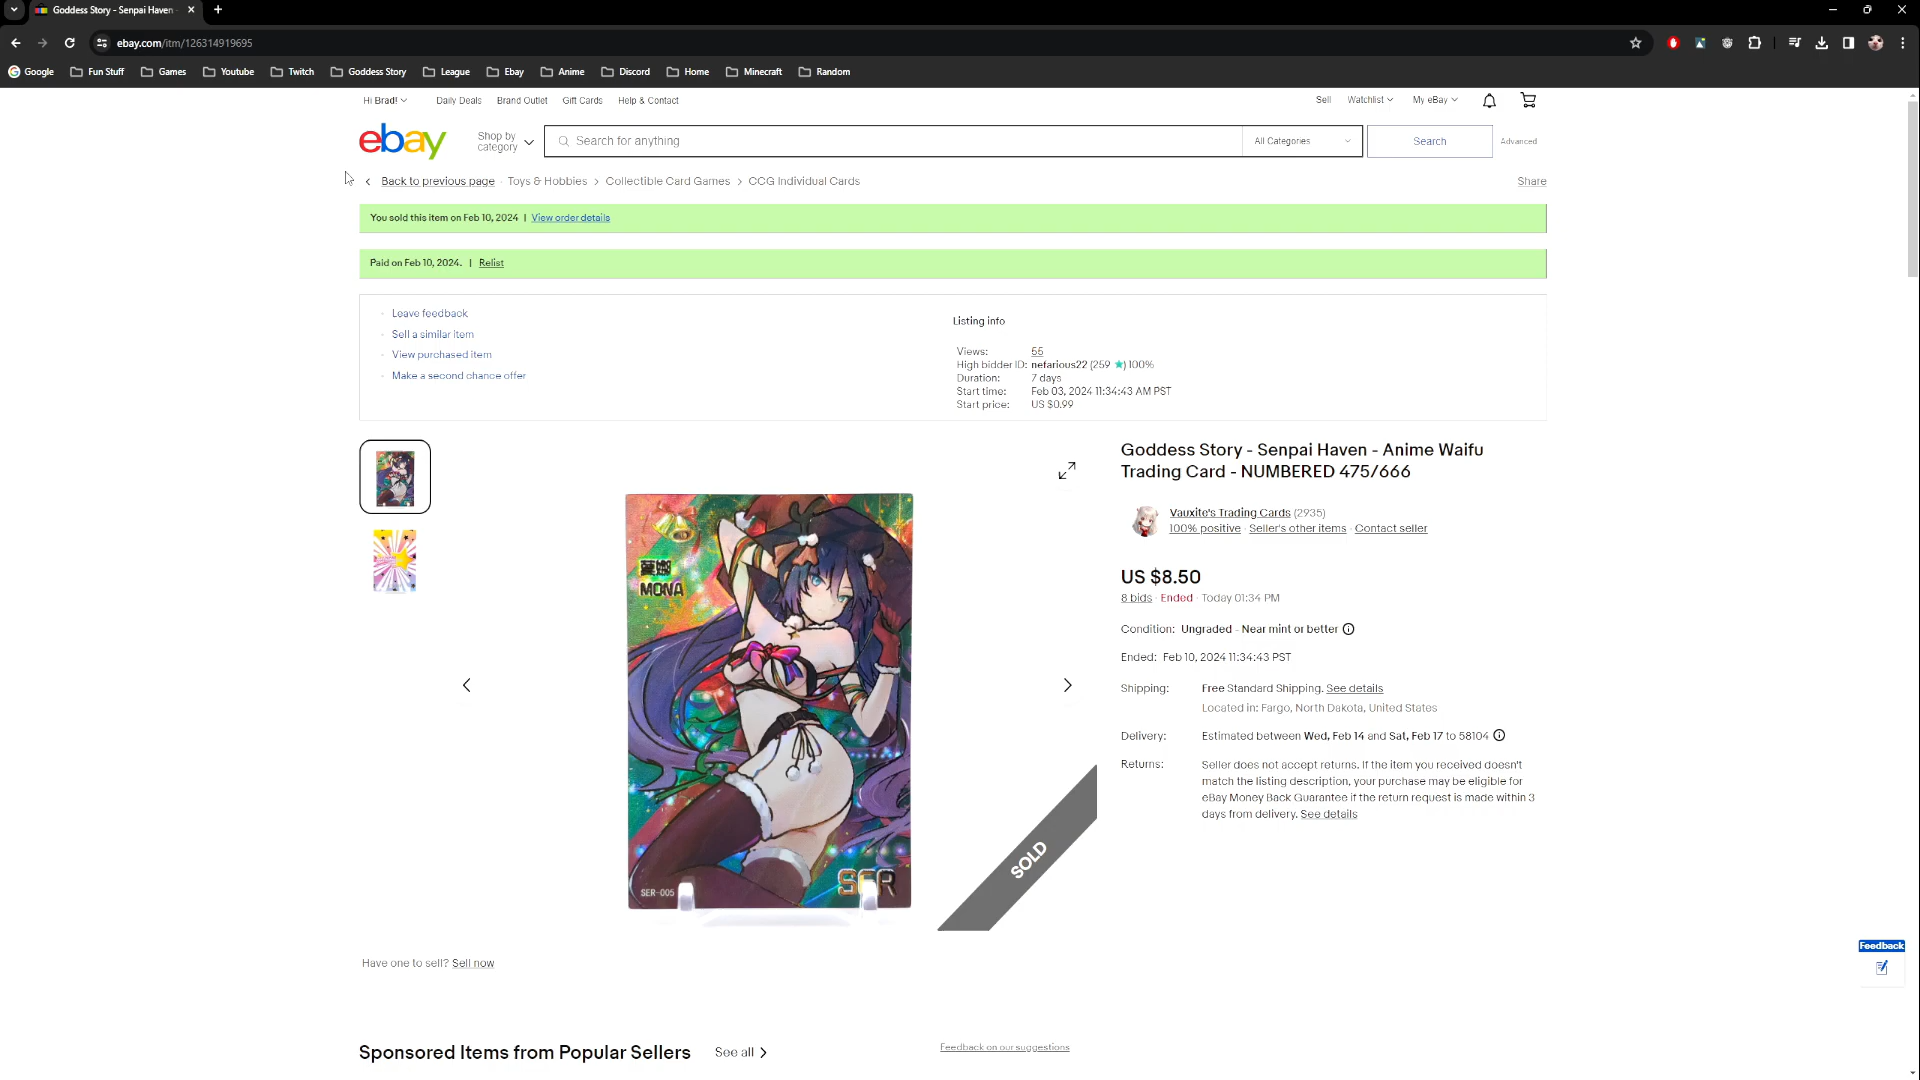 Goddess Story - Senpai Haven
ebay.com/itm/126314919695
Google Fun Stuff Games Youtube Twitch Goddess Story League Ebay Anime Discord Home Minecraft Random
Hi Brad! Daily Deals Brand Outlet Gift Cards Help & Contact Sell Watchlist My eBay
ebay Shop by category Search for anything All Categories Search Advanced
Back to previous page Toys & Hobbies > Collectible Card Games > CCG Individual Cards Share
You sold this item on Feb 10, 2024 | View order details
Paid on Feb 10, 2024. | Relist
Leave feedback
Sell a similar item
View purchased item
Make a second chance offer
Listing info
Views: 55
High bidder ID: nefarious22 (259 ★) 100%
Duration: 7 days
Start time: Feb 03, 2024 11:34:43 AM PST
Start price: US $0.99
Goddess Story - Senpai Haven - Anime Waifu
Trading Card - NUMBERED 475/666
Vauxite's Trading Cards (2935)
100% positive · Seller's other items · Contact seller
US $8.50
8 bids · Ended · Today 01:34 PM
Condition: Ungraded - Near mint or better
Ended: Feb 10, 2024 11:34:43 PST
Shipping: Free Standard Shipping. See details
Located in: Fargo, North Dakota, United States
Delivery: Estimated between Wed, Feb 14 and Sat, Feb 17 to 58104
Returns: Seller does not accept returns. If the item you received doesn't
match the listing description, your purchase may be eligible for
eBay Money Back Guarantee if the return request is made within 3
days from delivery. See details
MONA
SER-005
SER
SOLD
Have one to sell? Sell now
Feedback
Sponsored Items from Popular Sellers See all
Feedback on our suggestions